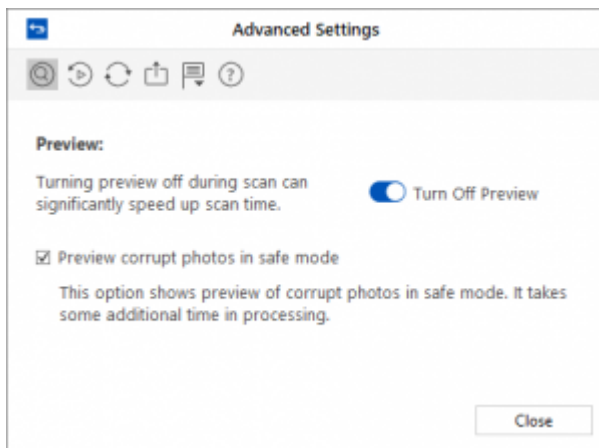 Advanced Settings
Preview:
Turning preview off during scan can
significantly speed up scan time.
Turn Off Preview
Preview corrupt photos in safe mode
This option shows preview of corrupt photos in safe mode. It takes
some additional time in processing.
Close